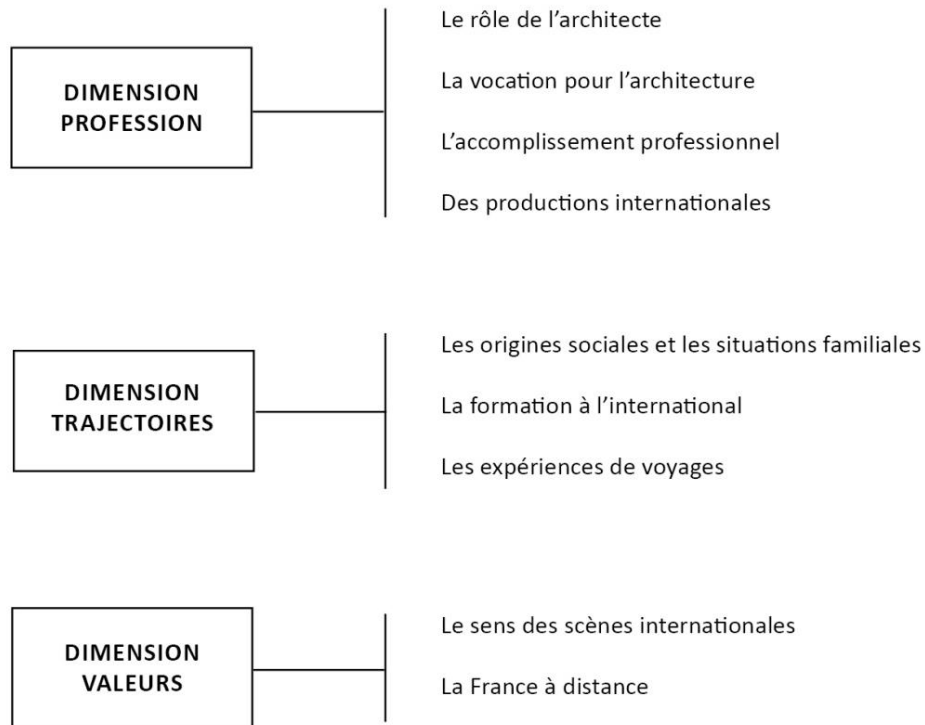 DIMENSION
PROFESSION
Le rôle de l’architecte
La vocation pour l’architecture
L’accomplissement professionnel
Des productions internationales
DIMENSION
TRAJECTOIRES
Les origines sociales et les situations familiales
La formation à l’international
Les expériences de voyages
DIMENSION
VALEURS
Le sens des scènes internationales
La France à distance